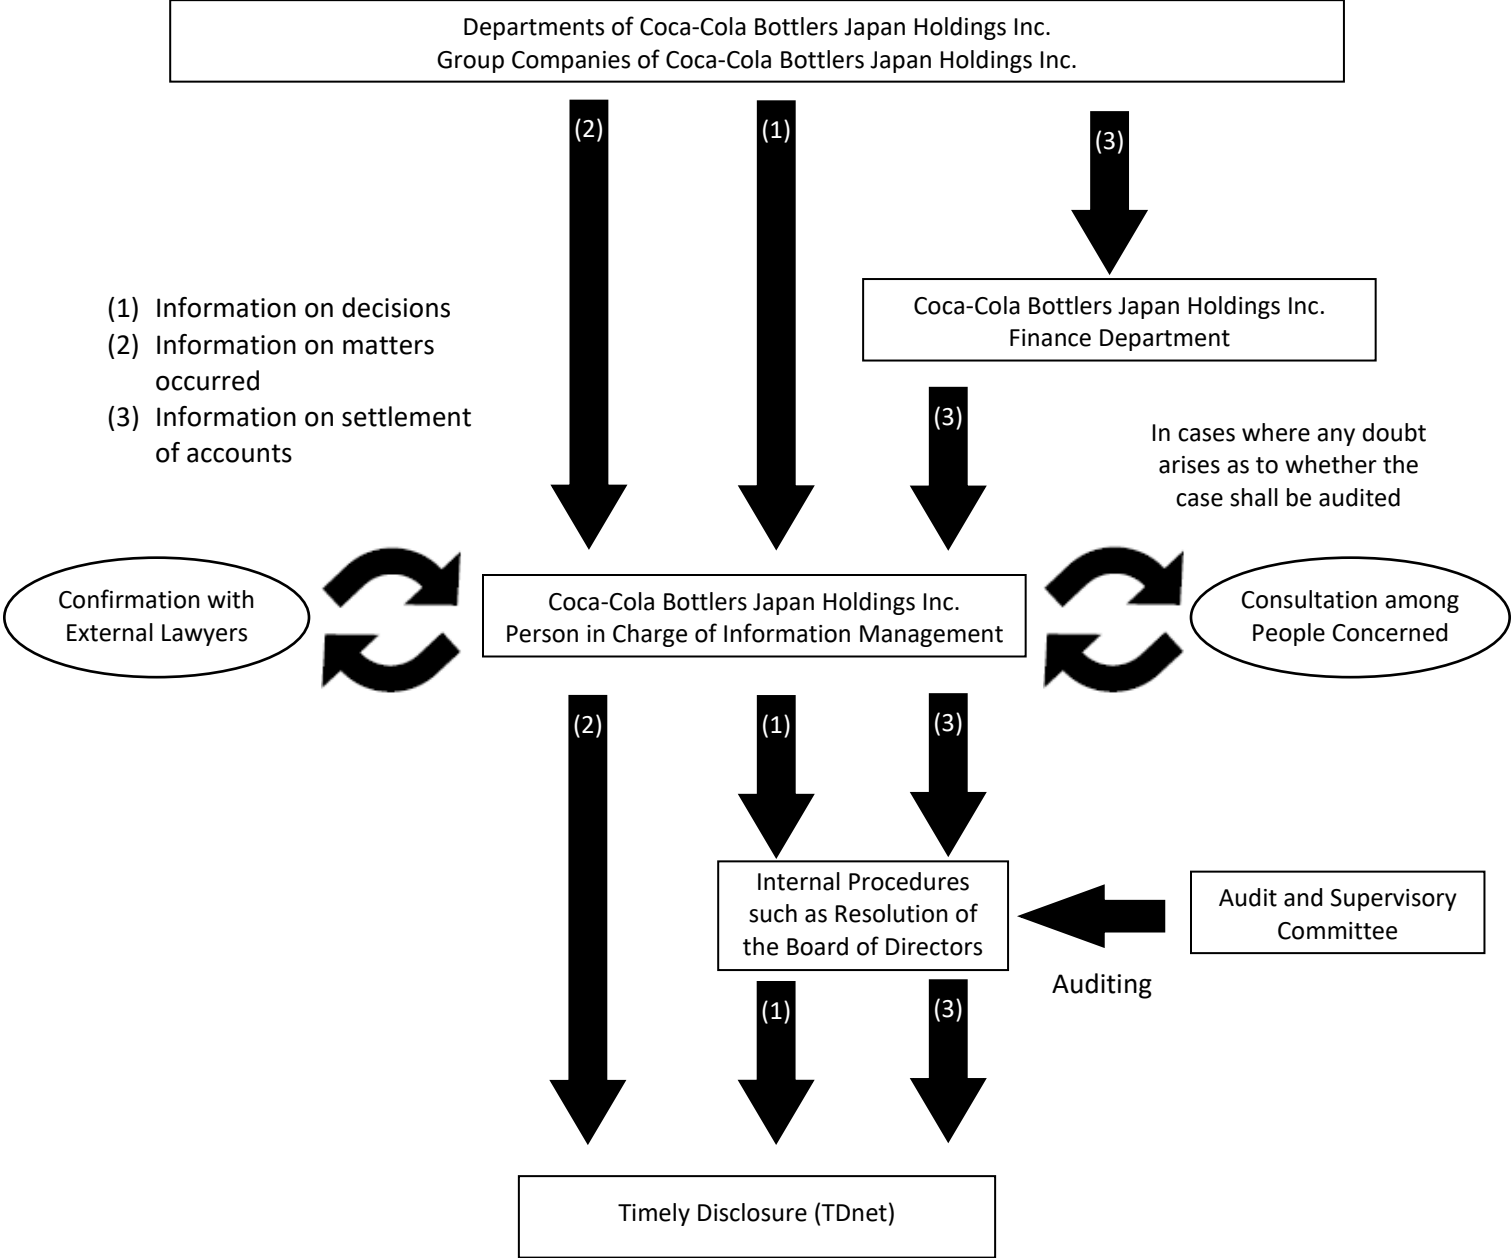 Departments of Coca-Cola Bottlers Japan Holdings Inc.
Group Companies of Coca-Cola Bottlers Japan Holdings Inc.
(2)
(1)
(3)
(1) Information on decisions
(2) Information on matters
occurred
(3) Information on settlement
of accounts
Coca-Cola Bottlers Japan Holdings Inc.
Finance Department
(3)
In cases where any doubt
arises as to whether the
case shall be audited
Confirmation with
External Lawyers
Coca-Cola Bottlers Japan Holdings Inc.
Person in Charge of Information Management
Consultation among
People Concerned
(2)
(1)
(3)
Internal Procedures
such as Resolution of
the Board of Directors
Audit and Supervisory
Committee
Auditing
(1)
(3)
Timely Disclosure (TDnet)